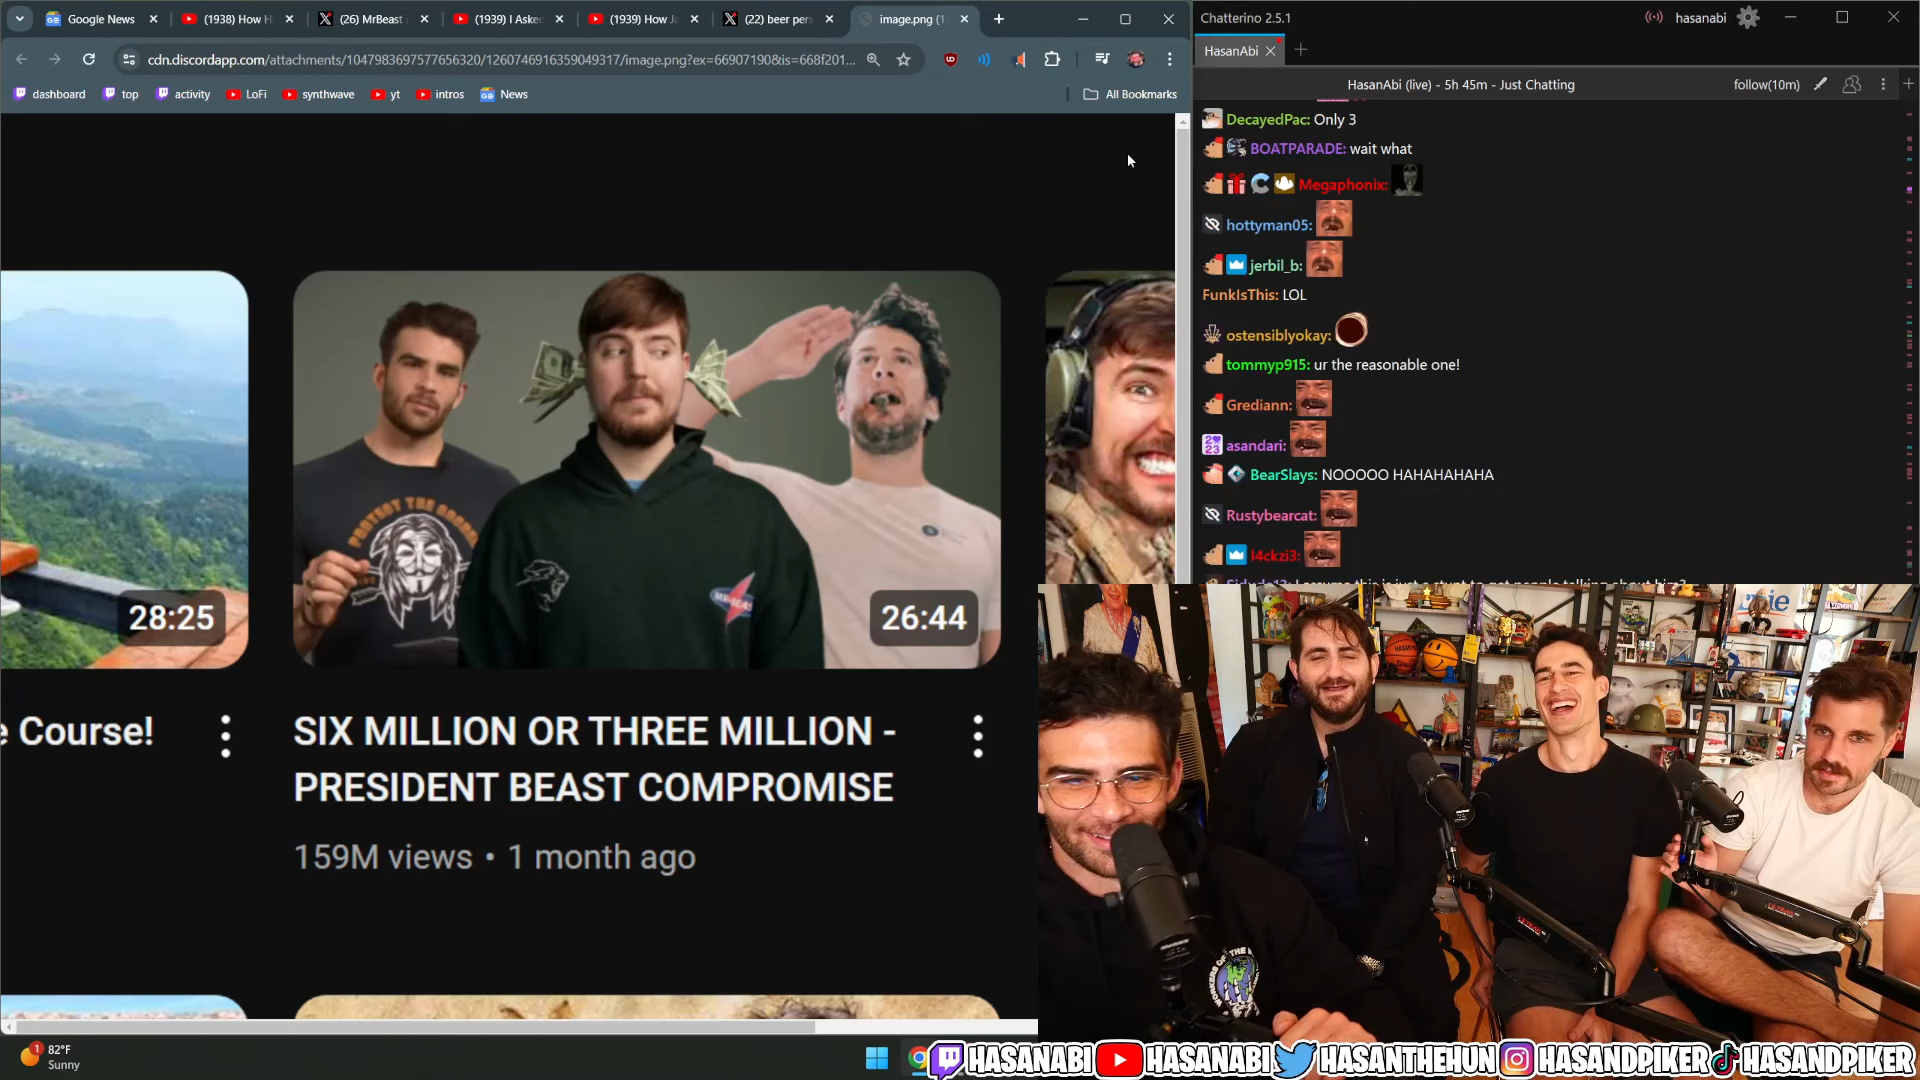 Google News
(1938) How H
(26) MrBeast
(1939) I Asked
(1939) How Ja
(22) beer pers
image.png (1
cdn.discordapp.com/attachments/1047983697577656320/1260746916359049317/image.png?ex=66907190&is=668f201...
dashboard
top
activity
LoFi
synthwave
yt
intros
News
All Bookmarks
28:25
26:44
e Course!
SIX MILLION OR THREE MILLION -
PRESIDENT BEAST COMPROMISE
159M views • 1 month ago
Chatterino 2.5.1
hasanabi
HasanAbi
HasanAbi (live) - 5h 45m - Just Chatting
follow(10m)
DecayedPac: Only 3
BOATPARADE: wait what
Megaphonix:
hottyman05:
jerbil_b:
FunkIsThis: LOL
ostensiblyokay:
tommyp915: ur the reasonable one!
Grediann:
asandari:
BearSlays: NOOOOO HAHAHAHAHA
Rustybearcat:
l4ckzi3:
1
82°F
Sunny
HASANABI
HASANABI
HASANTHEHUN
HASANDPIKER
HASANDPIKER